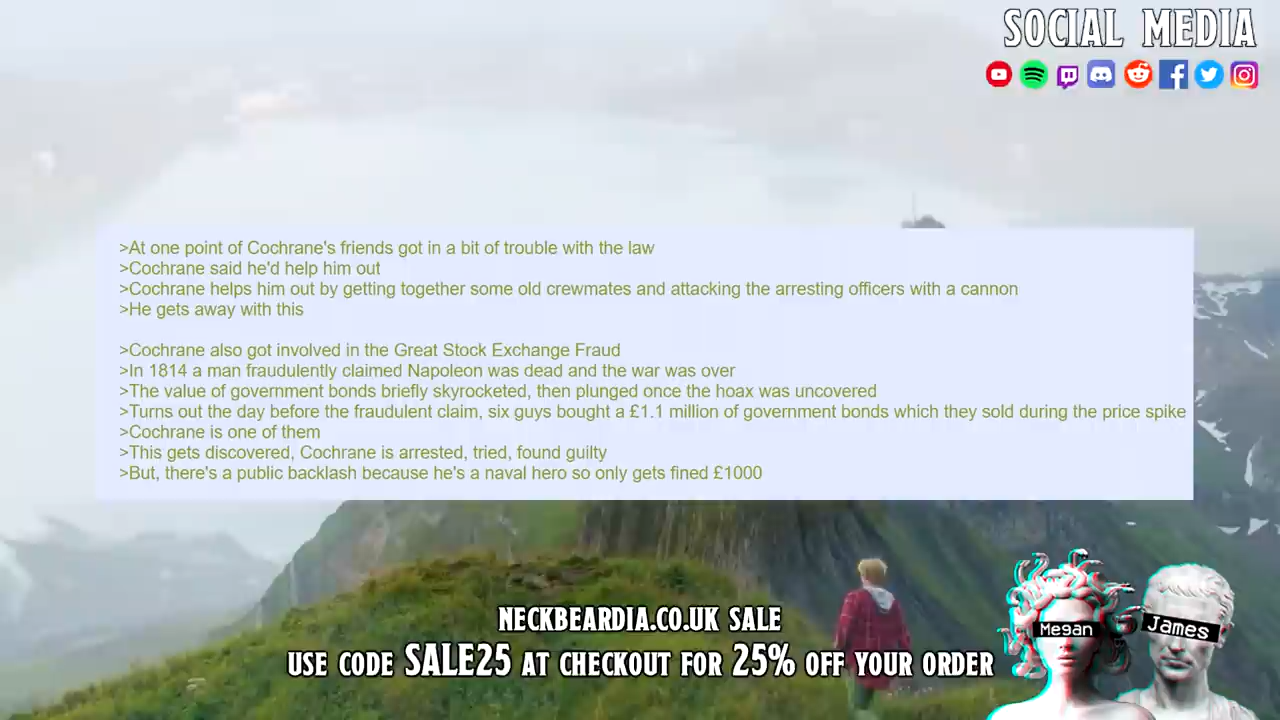 SOCIAL MEDIA
>At one point of Cochrane's friends got in a bit of trouble with the law
>Cochrane said he'd help him out
>Cochrane helps him out by getting together some old crewmates and attacking the arresting officers with a cannon
>He gets away with this
>Cochrane also got involved in the Great Stock Exchange Fraud
>In 1814 a man fraudulently claimed Napoleon was dead and the war was over
>The value of government bonds briefly skyrocketed, then plunged once the hoax was uncovered
>Turns out the day before the fraudulent claim, six guys bought a £1.1 million of government bonds which they sold during the price spike
>Cochrane is one of them
>This gets discovered, Cochrane is arrested, tried, found guilty
>But, there's a public backlash because he's a naval hero so only gets fined £1000
NECKBEARDIA.CO.UK SALE
USE CODE SALE25 AT CHECKOUT FOR 25% OFF YOUR ORDER
Megan
James